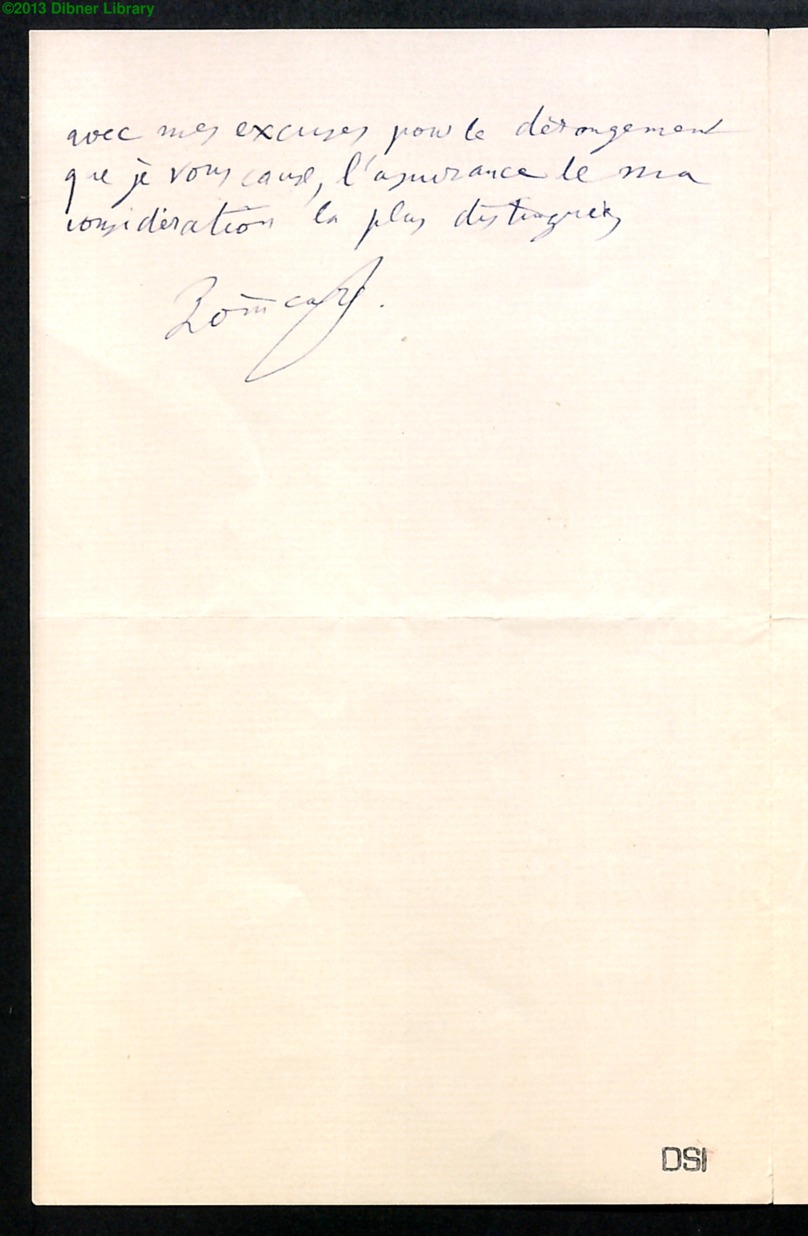 ©2013 Dibner Library
avec mes excuses pour le dérangement
que je vous cause, l'assurance de ma
considération la plus distinguée,
Poincaré.
DSI